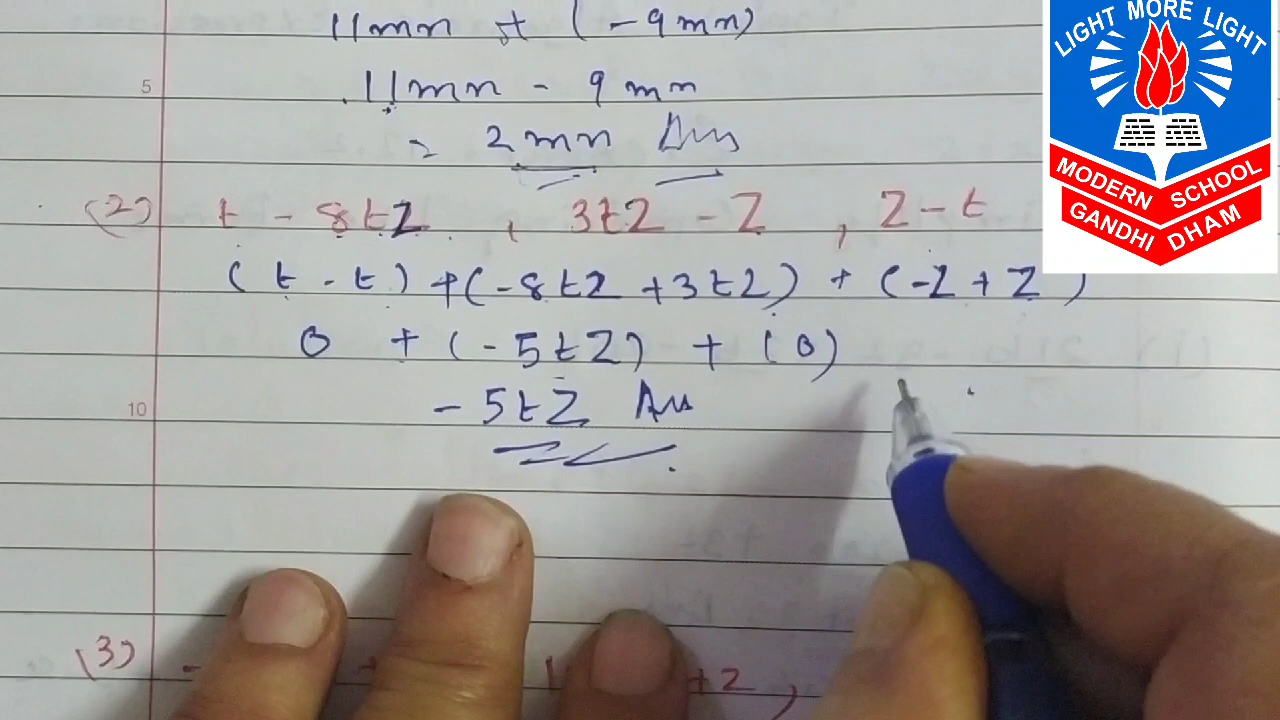 11mn + (-9mn)
5
11mn - 9mn
= 2mn Ans
(2) t - 8tz , 3tz - z , z - t
(t - t) + (-8tz + 3tz) + (-z + z)
0 + (-5tz) + (0)
10
- 5tz Ans
(3) - + +2,
LIGHT MORE LIGHT
MODERN SCHOOL
GANDHI DHAM